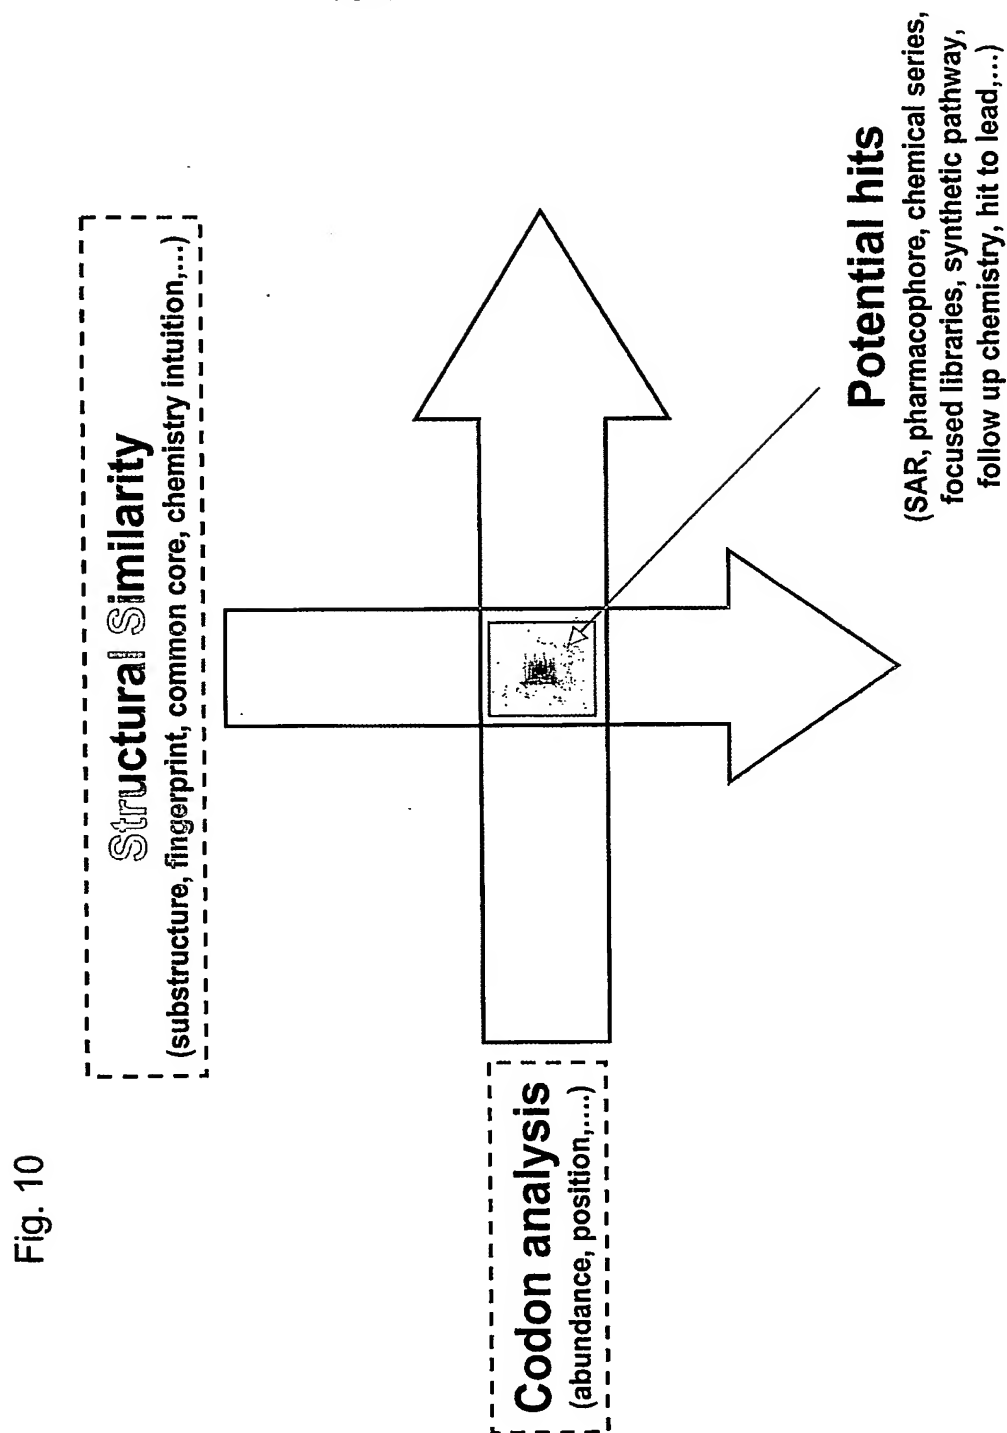 Fig. 10
Structural Similarity
(substructure, fingerprint, common core, chemistry intuition,...)
Codon analysis
(abundance, position,....)
Potential hits
(SAR, pharmacophore, chemical series,
focused libraries, synthetic pathway,
follow up chemistry, hit to lead,...)